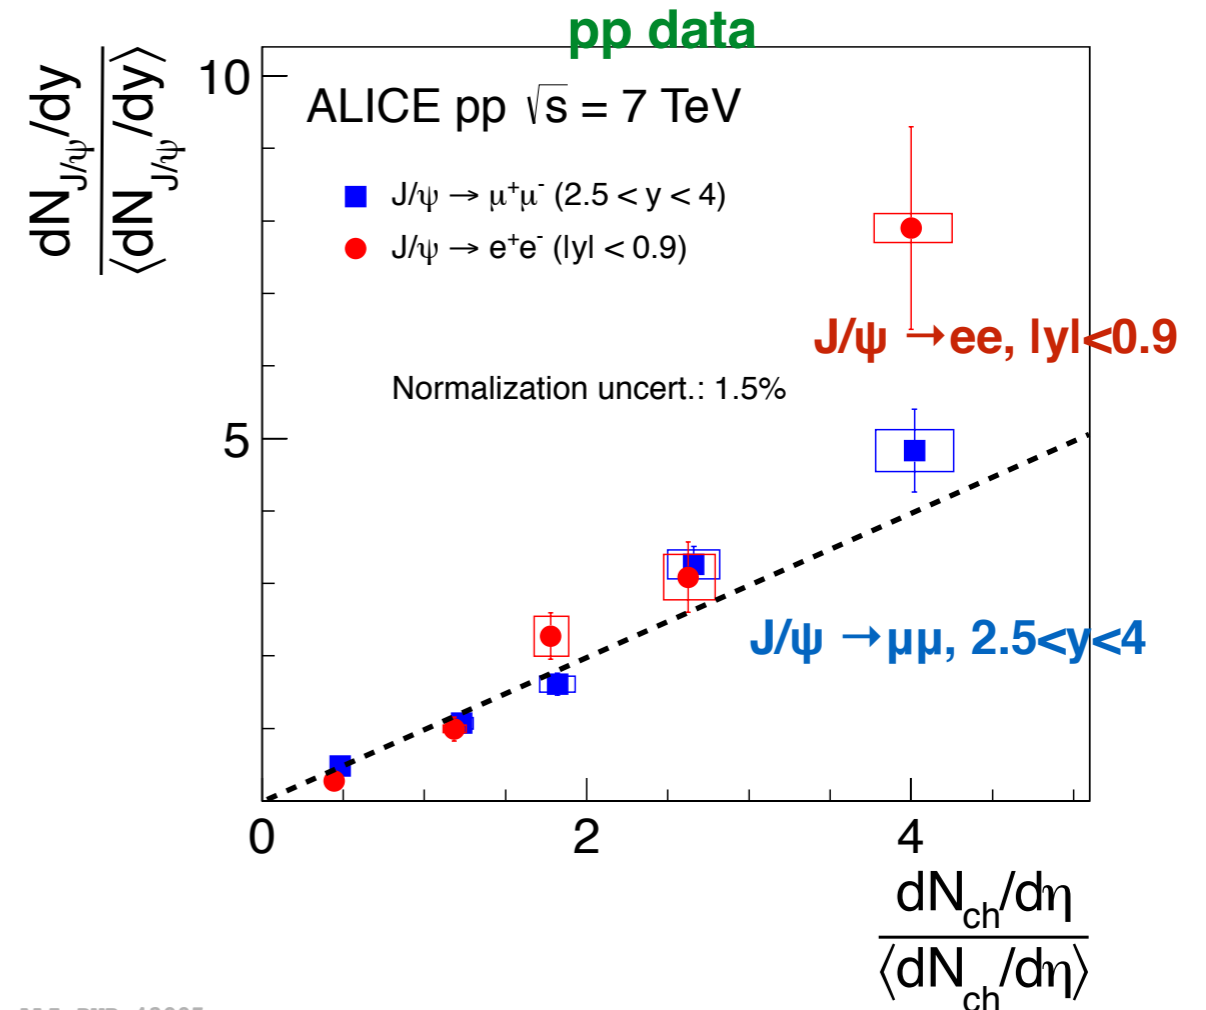 pp data
dN_J/ψ/dy
⟨dN_J/ψ/dy⟩
10
ALICE pp √s = 7 TeV
J/ψ → μ⁺μ⁻ (2.5 < y < 4)
J/ψ → e⁺e⁻ (|y| < 0.9)
J/ψ →ee, |y|<0.9
Normalization uncert.: 1.5%
5
J/ψ →μμ, 2.5<y<4
0 2 4
dN_ch/dη
⟨dN_ch/dη⟩